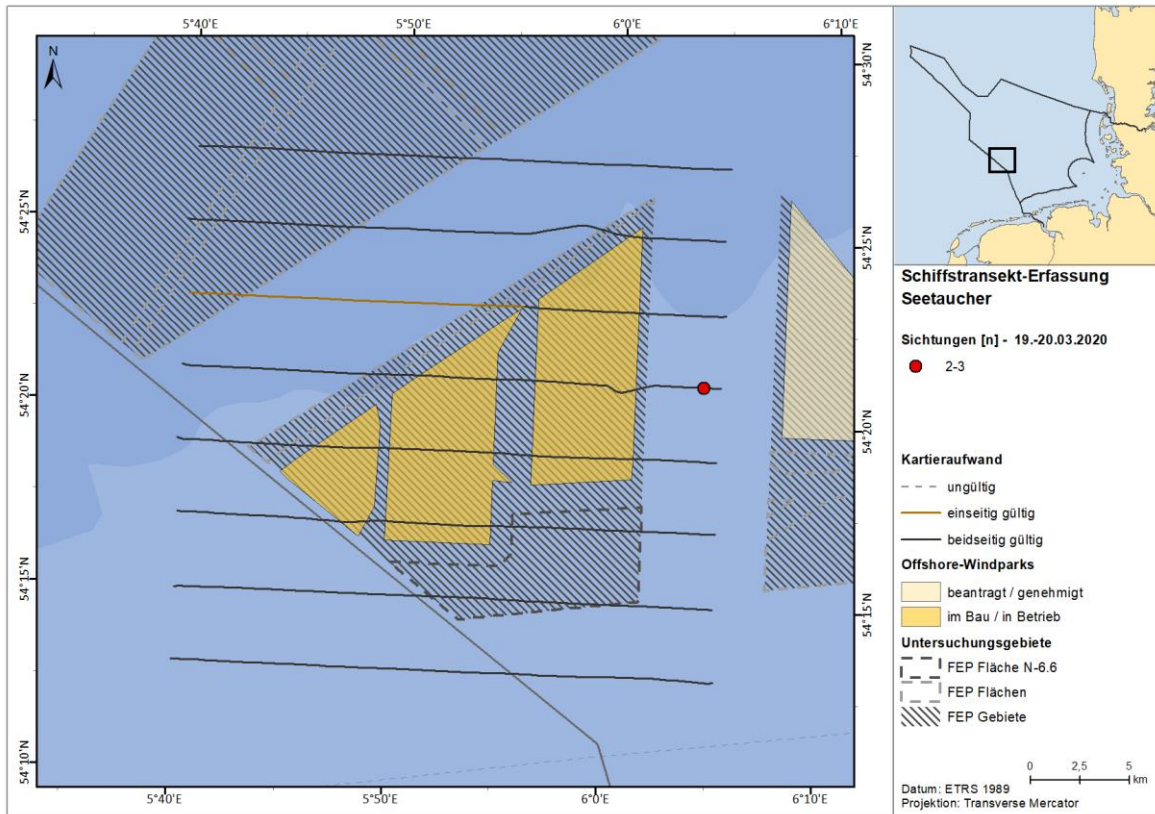 5°40'E 5°50'E 6°0'E 6°10'E
N
54°30'N
54°25'N
54°25'N
54°20'N
54°20'N
54°15'N
54°15'N
54°10'N
5°40'E 5°50'E 6°0'E 6°10'E
Schiffstransekt-Erfassung
Seetaucher
Sichtungen [n] - 19.-20.03.2020
2-3
Kartieraufwand
ungültig
einseitig gültig
beidseitig gültig
Offshore-Windparks
beantragt / genehmigt
im Bau / in Betrieb
Untersuchungsgebiete
FEP Fläche N-6.6
FEP Flächen
FEP Gebiete
0 2,5 5
km
Datum: ETRS 1989
Projektion: Transverse Mercator